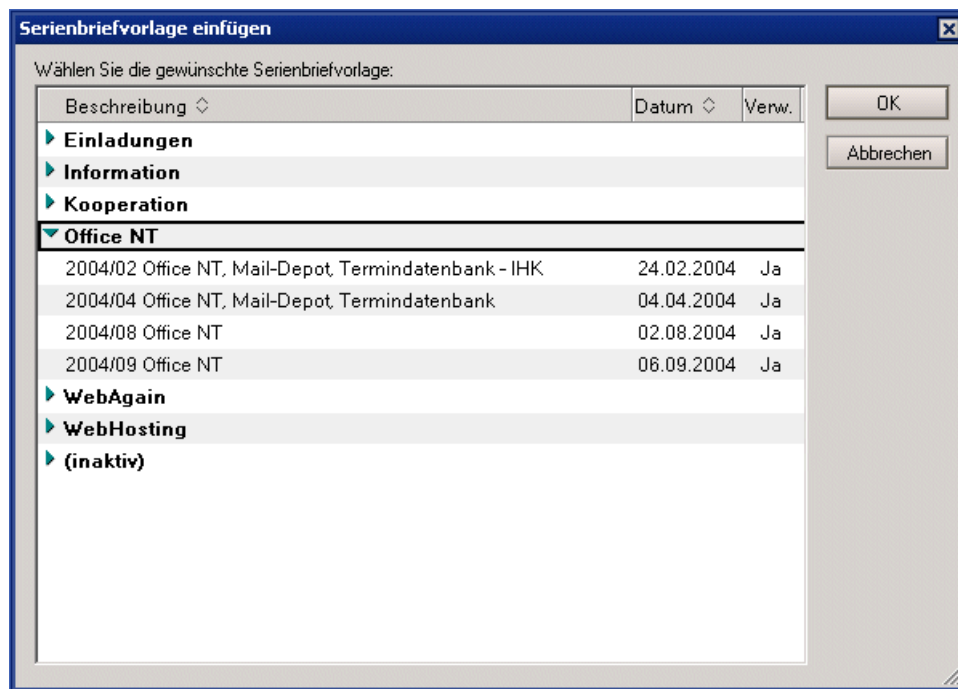 Serienbriefvorlage einfügen
Wählen Sie die gewünschte Serienbriefvorlage:
Beschreibung Datum Verw.
OK
Abbrechen
Einladungen
Information
Kooperation
Office NT
2004/02 Office NT, Mail-Depot, Termindatenbank - IHK 24.02.2004 Ja
2004/04 Office NT, Mail-Depot, Termindatenbank 04.04.2004 Ja
2004/08 Office NT 02.08.2004 Ja
2004/09 Office NT 06.09.2004 Ja
WebAgain
WebHosting
(inaktiv)